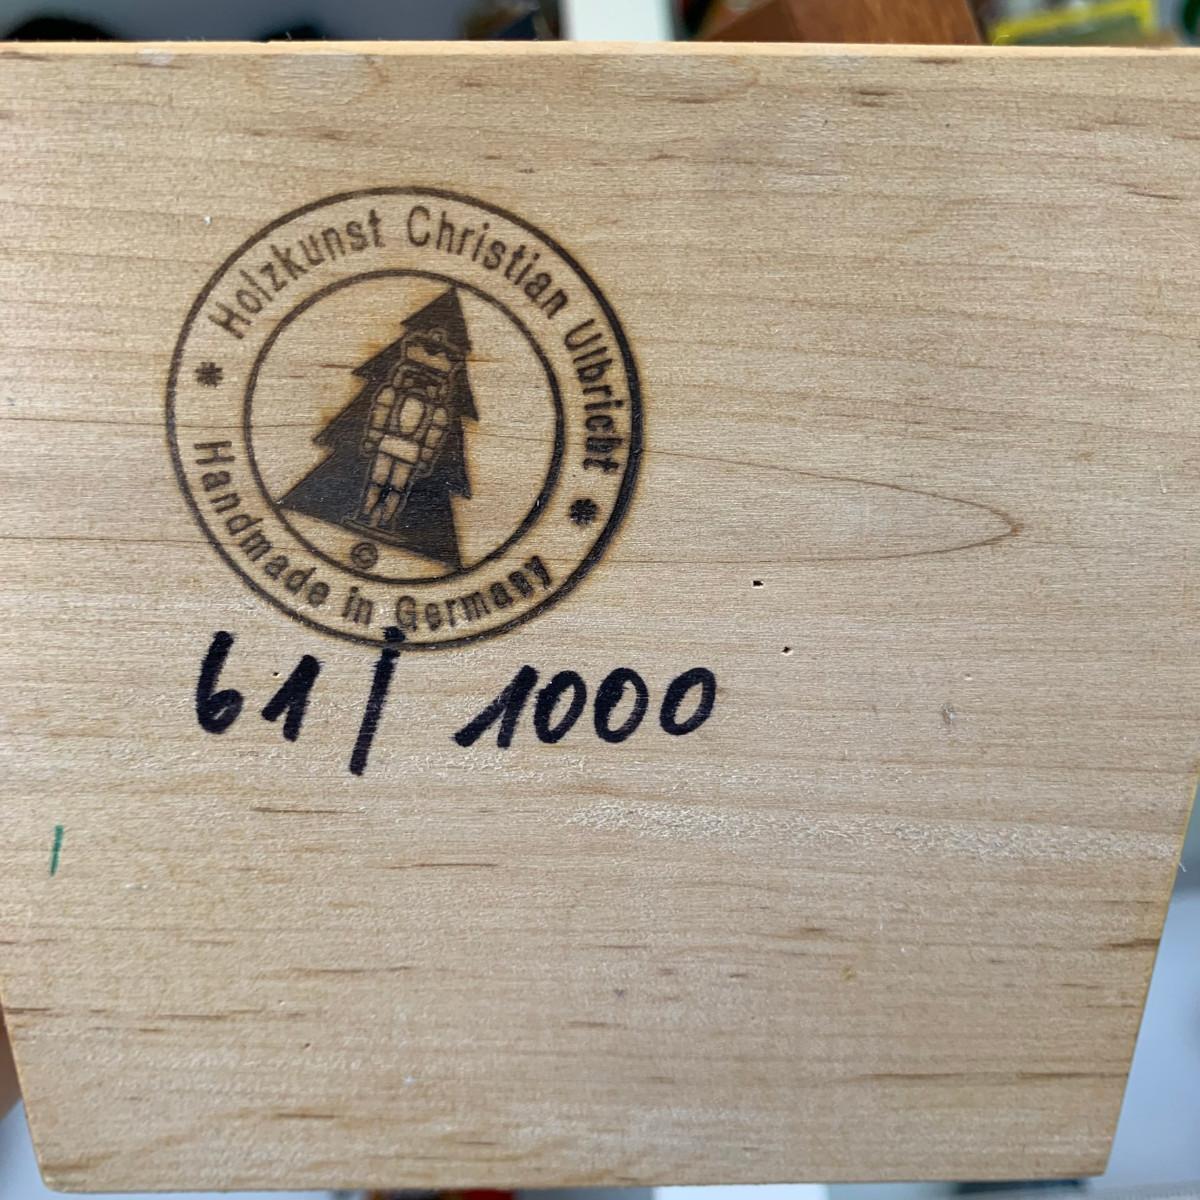 Holzkunst Christian Ulbricht
Handmade in Germany
©
61/1000